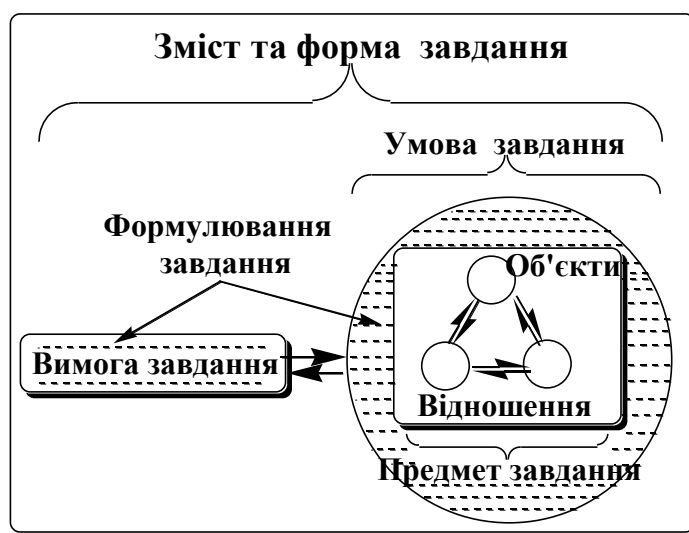 Зміст та форма завдання
Умова завдання
Формулювання
завдання
Об'єкти
Вимога завдання
Відношення
Предмет завдання